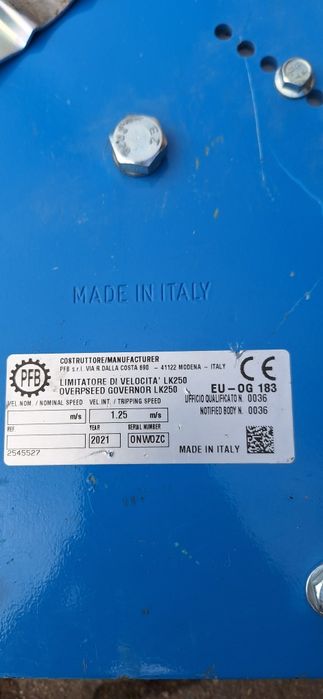 MADE IN ITALY
COSTRUTTORE/MANUFACTURER
PFB s.r.l. VIA R.DALLA COSTA 690 - 41122 MODENA - ITALY
PFB
LIMITATORE DI VELOCITA' LK250
OVERPSEED GOVERNOR LK250
CE
EU-OG 183
UFFICIO QUALIFICATO N. 0036
NOTIFIED BODY N. 0036
VEL.NOM. / NOMINAL SPEED
VEL.INT. / TRIPPING SPEED
m/s
1.25 m/s
REF.
YEAR
SERIAL NUMBER
2021
0NW0ZC
2545527
MADE IN ITALY